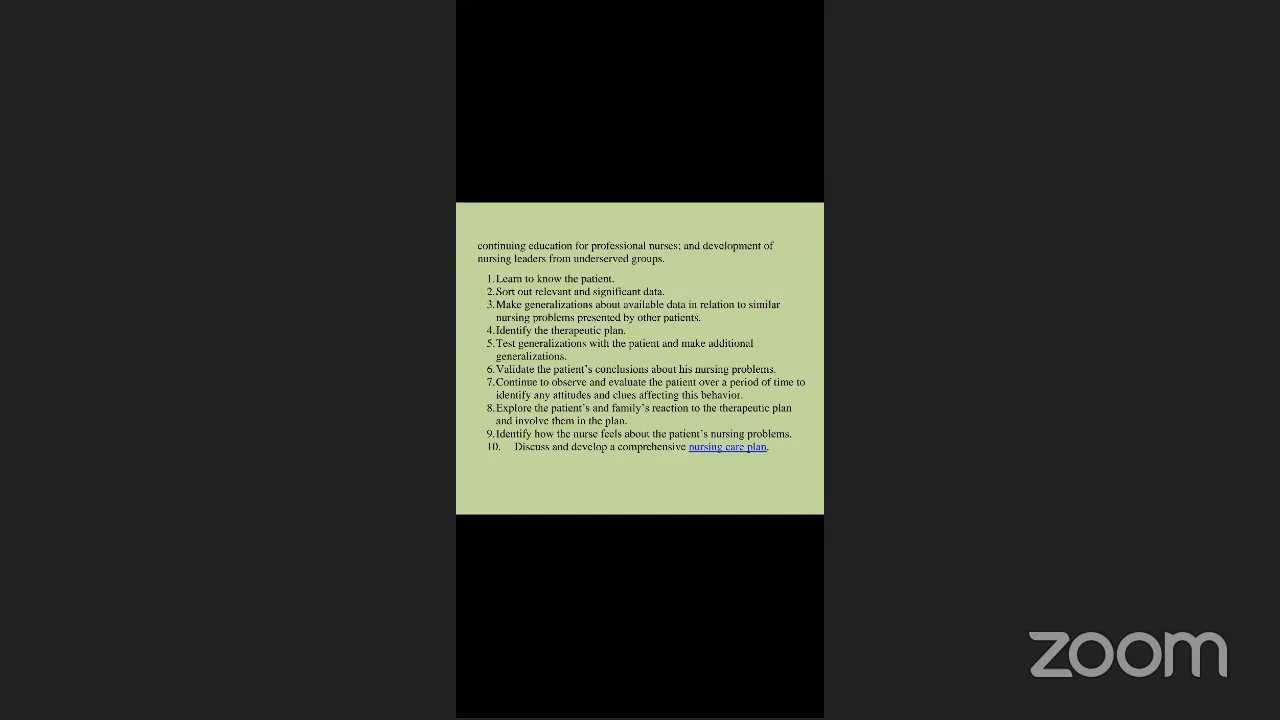 continuing education for professional nurses; and development of
nursing leaders from underserved groups.
1. Learn to know the patient.
2. Sort out relevant and significant data.
3. Make generalizations about available data in relation to similar
nursing problems presented by other patients.
4. Identify the therapeutic plan.
5. Test generalizations with the patient and make additional
generalizations.
6. Validate the patient's conclusions about his nursing problems.
7. Continue to observe and evaluate the patient over a period of time to
identify any attitudes and clues affecting this behavior.
8. Explore the patient's and family's reaction to the therapeutic plan
and involve them in the plan.
9. Identify how the nurse feels about the patient's nursing problems.
10. Discuss and develop a comprehensive nursing care plan.
zoom